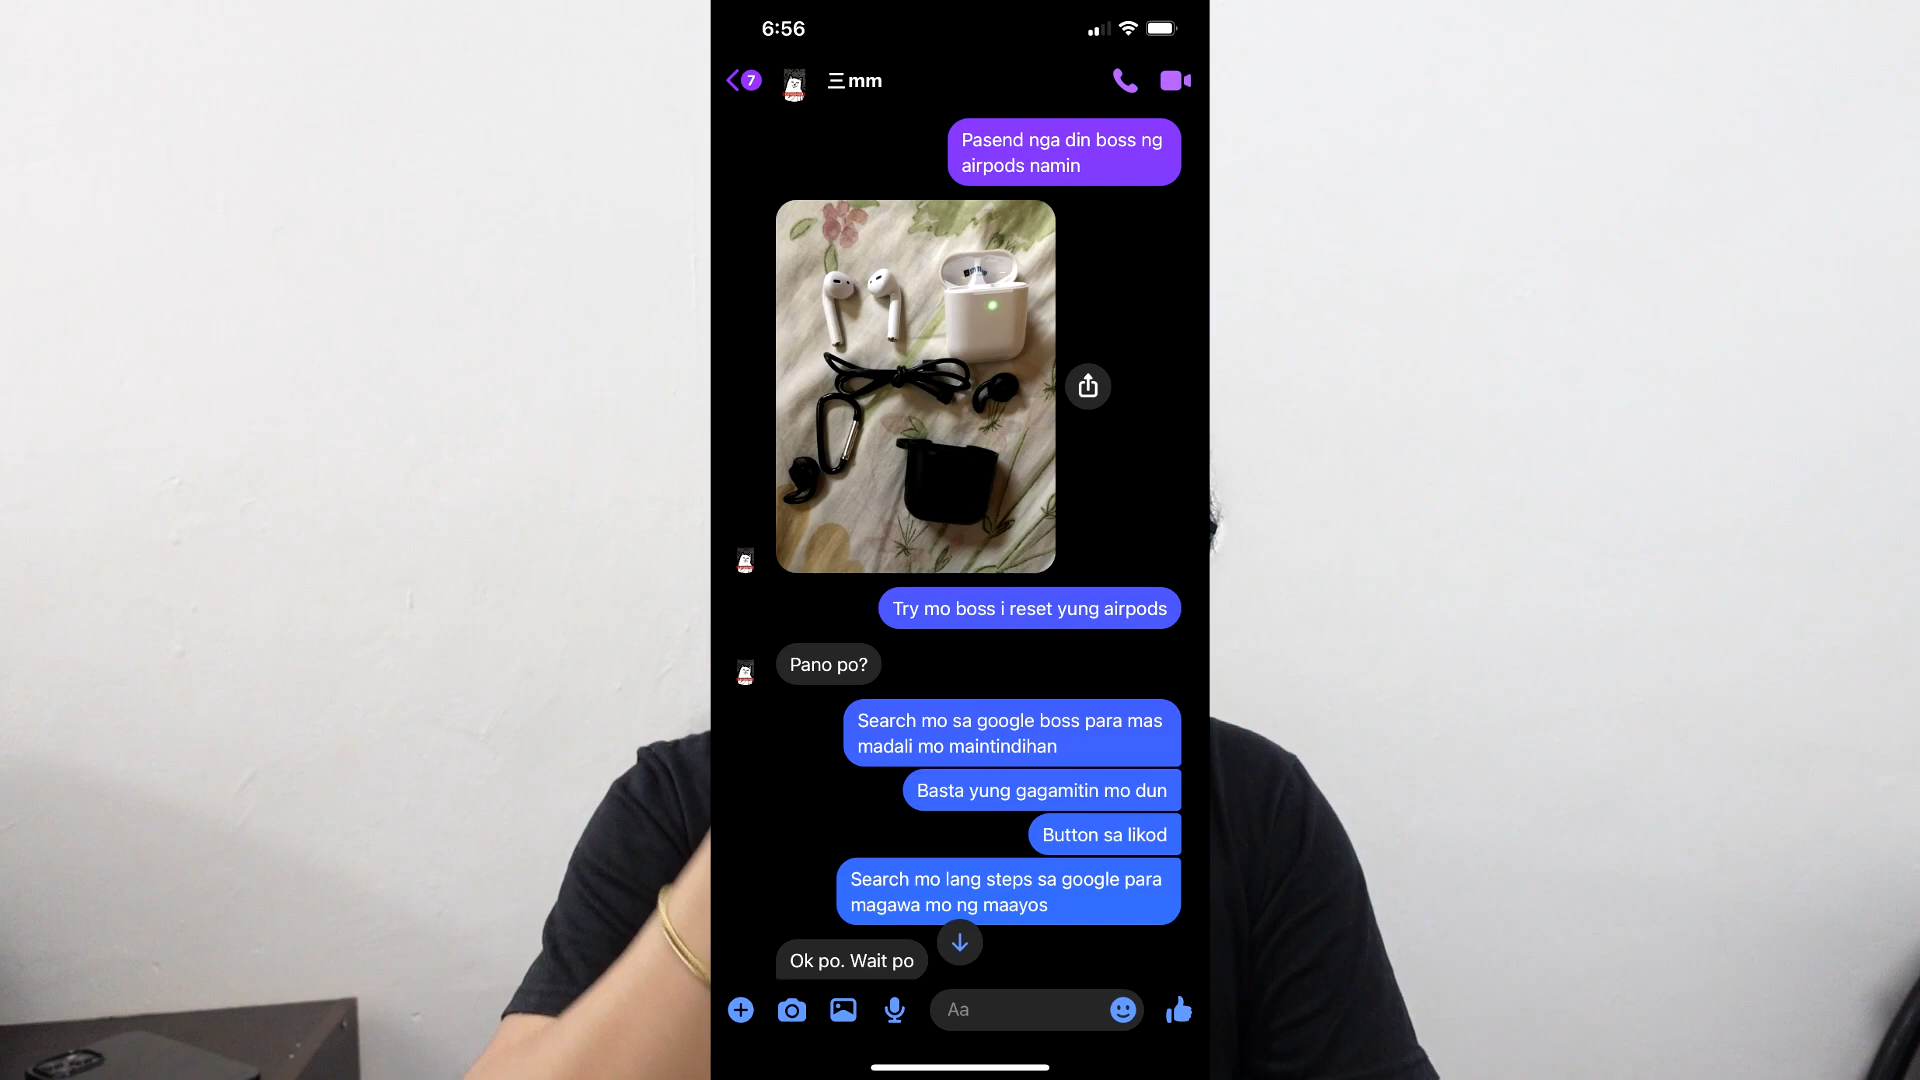 6:56
7
mm
Pasend nga din boss ng
airpods namin
Try mo boss i reset yung airpods
Pano po?
Search mo sa google boss para mas
madali mo maintindihan
Basta yung gagamitin mo dun
Button sa likod
Search mo lang steps sa google para
magawa mo ng maayos
Ok po. Wait po
Aa